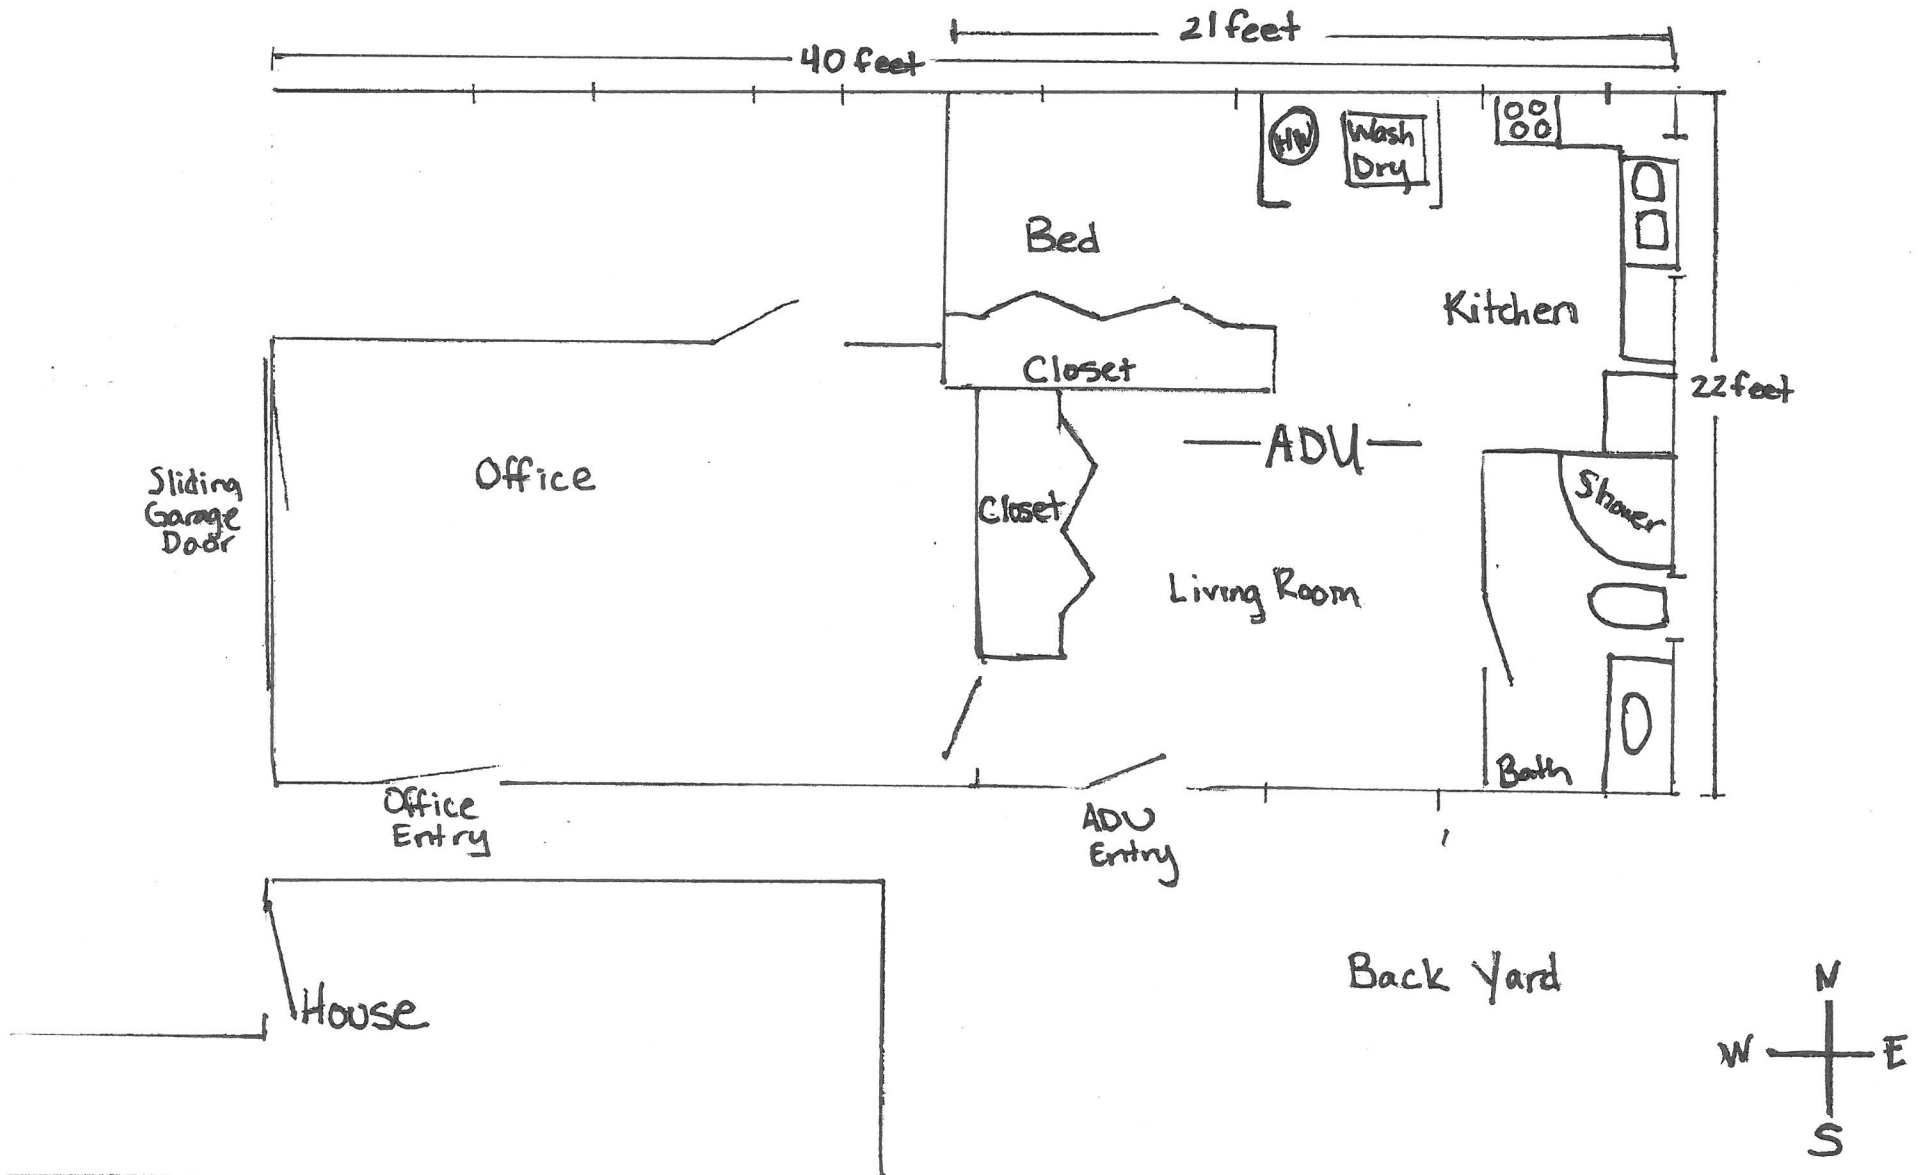 21 feet
40 feet
HW
Wash
Dry
Bed
Kitchen
Closet
22 feet
ADU
Office
Sliding
Garage
Door
Closet
Shower
Living Room
Bath
Office
Entry
ADU
Entry
House
Back Yard
N
W E
S